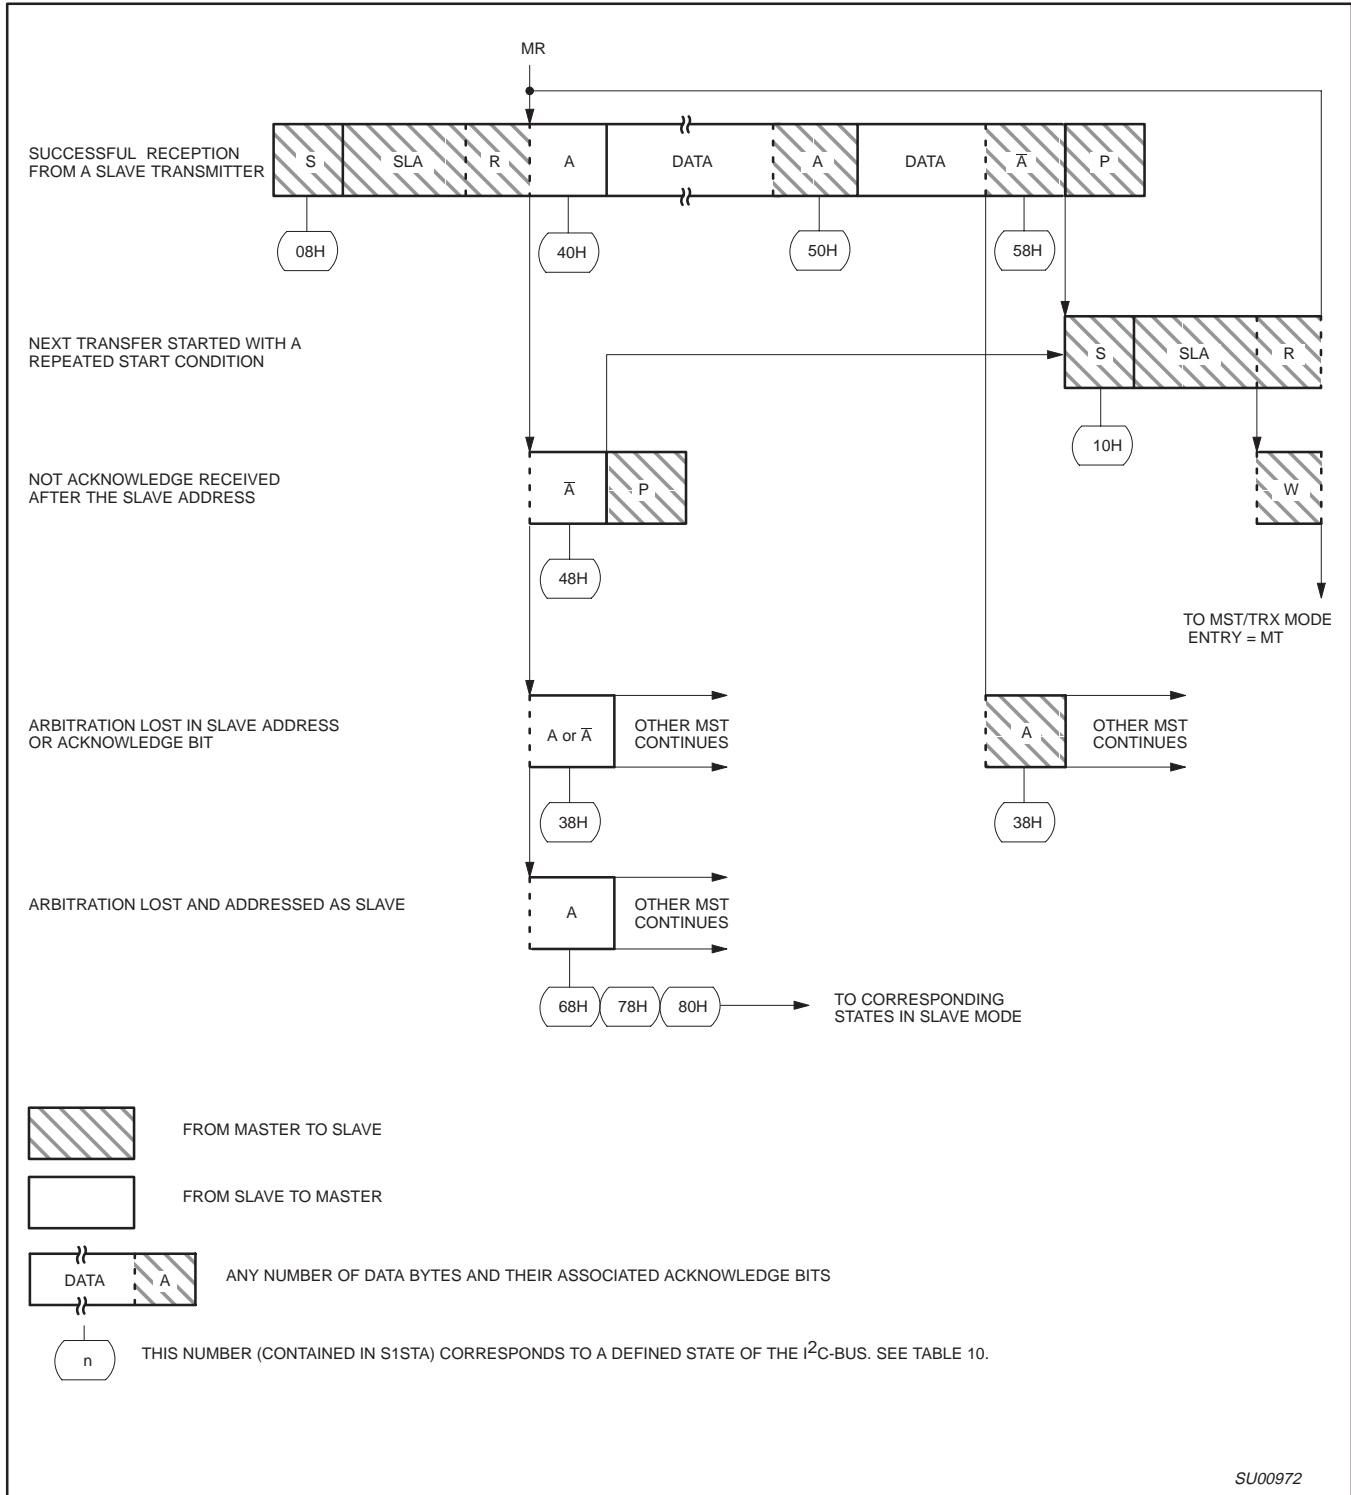 MR
SUCCESSFUL RECEPTION
FROM A SLAVE TRANSMITTER
S SLA R A DATA A DATA A̅ P
08H 40H 50H 58H
NEXT TRANSFER STARTED WITH A
REPEATED START CONDITION
S SLA R
10H
NOT ACKNOWLEDGE RECEIVED
AFTER THE SLAVE ADDRESS
A̅ P
W
48H
TO MST/TRX MODE
ENTRY = MT
ARBITRATION LOST IN SLAVE ADDRESS
OR ACKNOWLEDGE BIT
A or A̅
OTHER MST
CONTINUES
A
OTHER MST
CONTINUES
38H 38H
ARBITRATION LOST AND ADDRESSED AS SLAVE
A
OTHER MST
CONTINUES
68H 78H 80H
TO CORRESPONDING
STATES IN SLAVE MODE
FROM MASTER TO SLAVE
FROM SLAVE TO MASTER
DATA A
ANY NUMBER OF DATA BYTES AND THEIR ASSOCIATED ACKNOWLEDGE BITS
n
THIS NUMBER (CONTAINED IN S1STA) CORRESPONDS TO A DEFINED STATE OF THE I²C-BUS. SEE TABLE 10.
SU00972